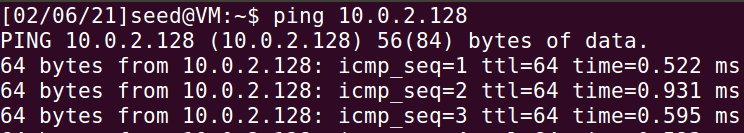 [02/06/21]seed@VM:~$ ping 10.0.2.128
PING 10.0.2.128 (10.0.2.128) 56(84) bytes of data.
64 bytes from 10.0.2.128: icmp_seq=1 ttl=64 time=0.522 ms
64 bytes from 10.0.2.128: icmp_seq=2 ttl=64 time=0.931 ms
64 bytes from 10.0.2.128: icmp_seq=3 ttl=64 time=0.595 ms